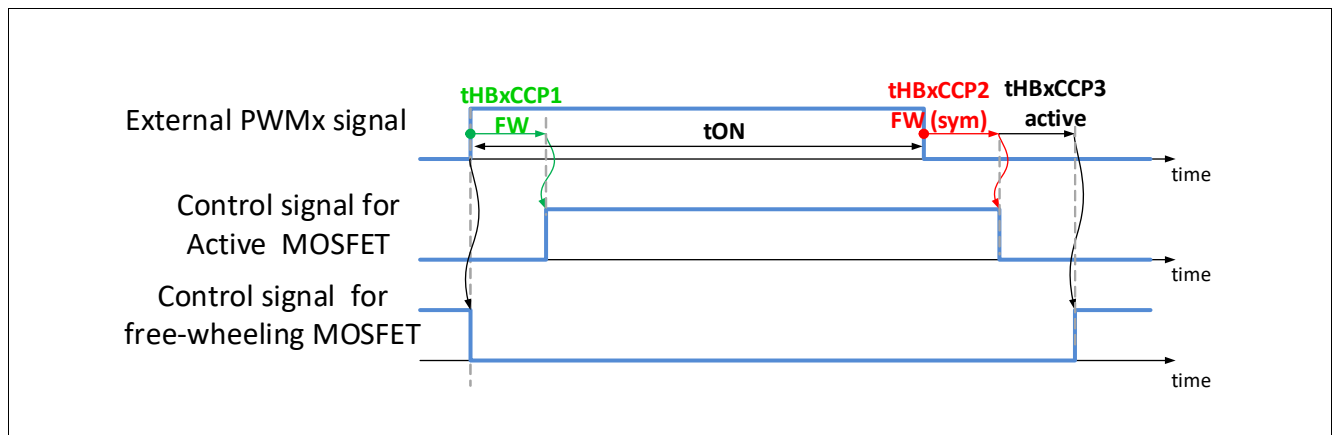 tHBxCCP1
FW
tHBxCCP2
FW (sym)
tHBxCCP3
active
External PWMx signal
tON
time
Control signal for
Active MOSFET
time
Control signal for
free-wheeling MOSFET
time